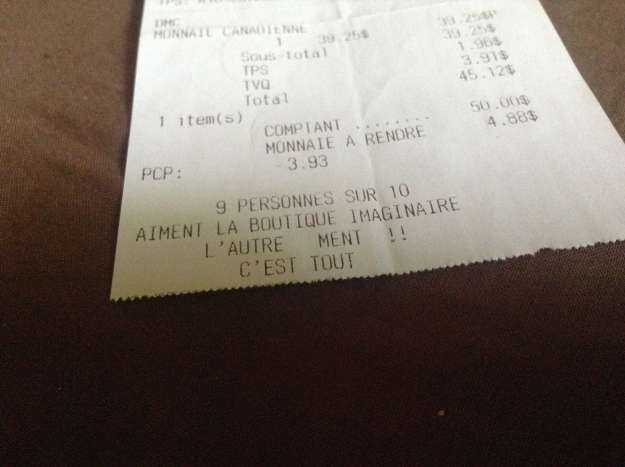 TPS:
DMC 39.25$P
MONNAIE CANADIENNE
1 39.25$ 39.25$
Sous-total 1.96$
TPS 3.91$
TVQ 45.12$
Total
1 item(s)
COMPTANT ........ 50.00$
MONNAIE A RENDRE 4.88$
PCP: 3.93
9 PERSONNES SUR 10
AIMENT LA BOUTIQUE IMAGINAIRE
L'AUTRE MENT !!
C'EST TOUT